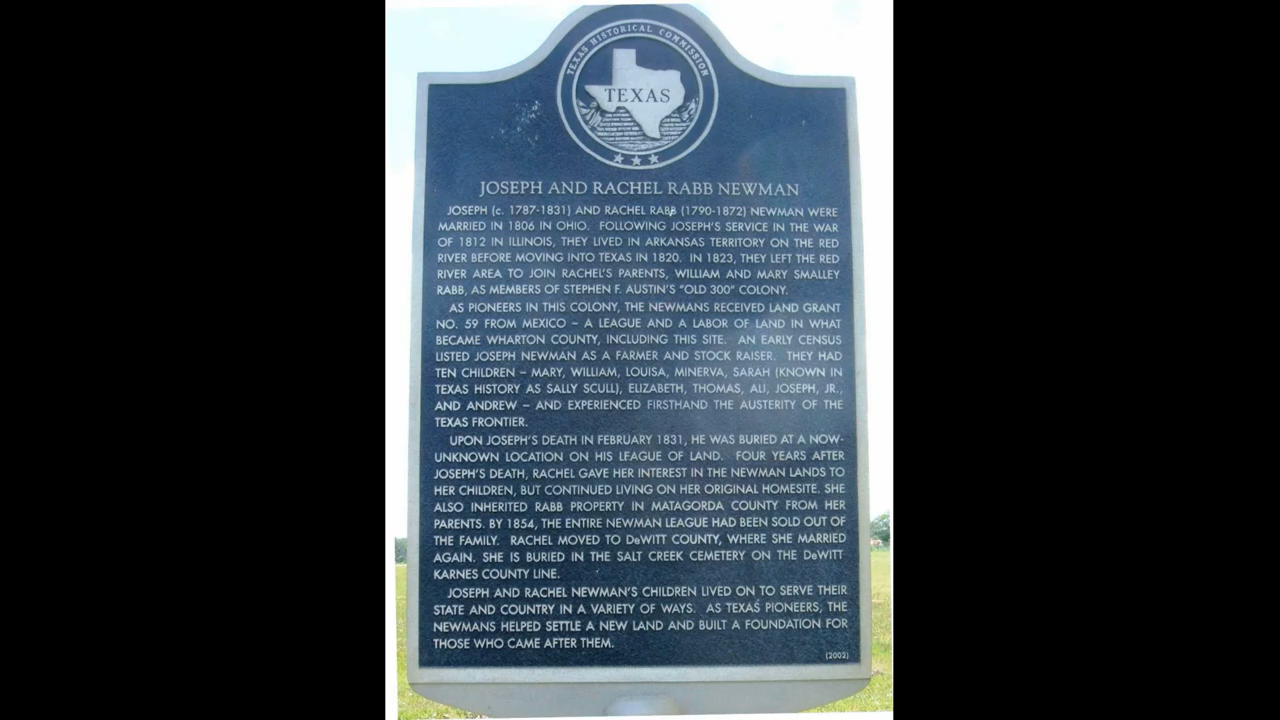 TEXAS HISTORICAL COMMISSION
TEXAS
JOSEPH AND RACHEL RABB NEWMAN
JOSEPH (c. 1787-1831) AND RACHEL RABB (1790-1872) NEWMAN WERE
MARRIED IN 1806 IN OHIO. FOLLOWING JOSEPH'S SERVICE IN THE WAR
OF 1812 IN ILLINOIS, THEY LIVED IN ARKANSAS TERRITORY ON THE RED
RIVER BEFORE MOVING INTO TEXAS IN 1820. IN 1823, THEY LEFT THE RED
RIVER AREA TO JOIN RACHEL'S PARENTS, WILLIAM AND MARY SMALLEY
RABB, AS MEMBERS OF STEPHEN F. AUSTIN'S "OLD 300" COLONY.
AS PIONEERS IN THIS COLONY, THE NEWMANS RECEIVED LAND GRANT
NO. 59 FROM MEXICO – A LEAGUE AND A LABOR OF LAND IN WHAT
BECAME WHARTON COUNTY, INCLUDING THIS SITE. AN EARLY CENSUS
LISTED JOSEPH NEWMAN AS A FARMER AND STOCK RAISER. THEY HAD
TEN CHILDREN – MARY, WILLIAM, LOUISA, MINERVA, SARAH (KNOWN IN
TEXAS HISTORY AS SALLY SCULL), ELIZABETH, THOMAS, ALI, JOSEPH, JR.,
AND ANDREW – AND EXPERIENCED FIRSTHAND THE AUSTERITY OF THE
TEXAS FRONTIER.
UPON JOSEPH'S DEATH IN FEBRUARY 1831, HE WAS BURIED AT A NOW-
UNKNOWN LOCATION ON HIS LEAGUE OF LAND. FOUR YEARS AFTER
JOSEPH'S DEATH, RACHEL GAVE HER INTEREST IN THE NEWMAN LANDS TO
HER CHILDREN, BUT CONTINUED LIVING ON HER ORIGINAL HOMESITE. SHE
ALSO INHERITED RABB PROPERTY IN MATAGORDA COUNTY FROM HER
PARENTS. BY 1854, THE ENTIRE NEWMAN LEAGUE HAD BEEN SOLD OUT OF
THE FAMILY. RACHEL MOVED TO DeWITT COUNTY, WHERE SHE MARRIED
AGAIN. SHE IS BURIED IN THE SALT CREEK CEMETERY ON THE DeWITT
KARNES COUNTY LINE.
JOSEPH AND RACHEL NEWMAN'S CHILDREN LIVED ON TO SERVE THEIR
STATE AND COUNTRY IN A VARIETY OF WAYS. AS TEXAS PIONEERS, THE
NEWMANS HELPED SETTLE A NEW LAND AND BUILT A FOUNDATION FOR
THOSE WHO CAME AFTER THEM.
(2002)